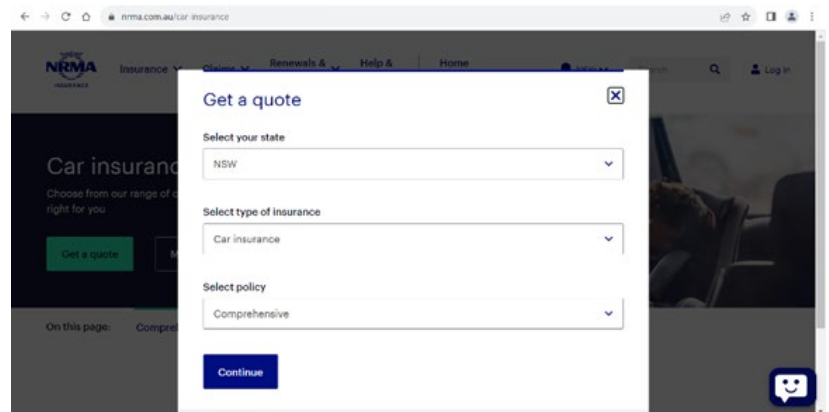 nrma.com.au/car-insurance
NRMA
INSURANCE
Insurance
Claims
Renewals &
Help &
Home
NSW
Search
Log in
Get a quote
Select your state
NSW
Car insuranc
Choose from our range of c
right for you
Select type of insurance
Car insurance
Get a quote
M
Select policy
Comprehensive
On this page:
Compre
Continue